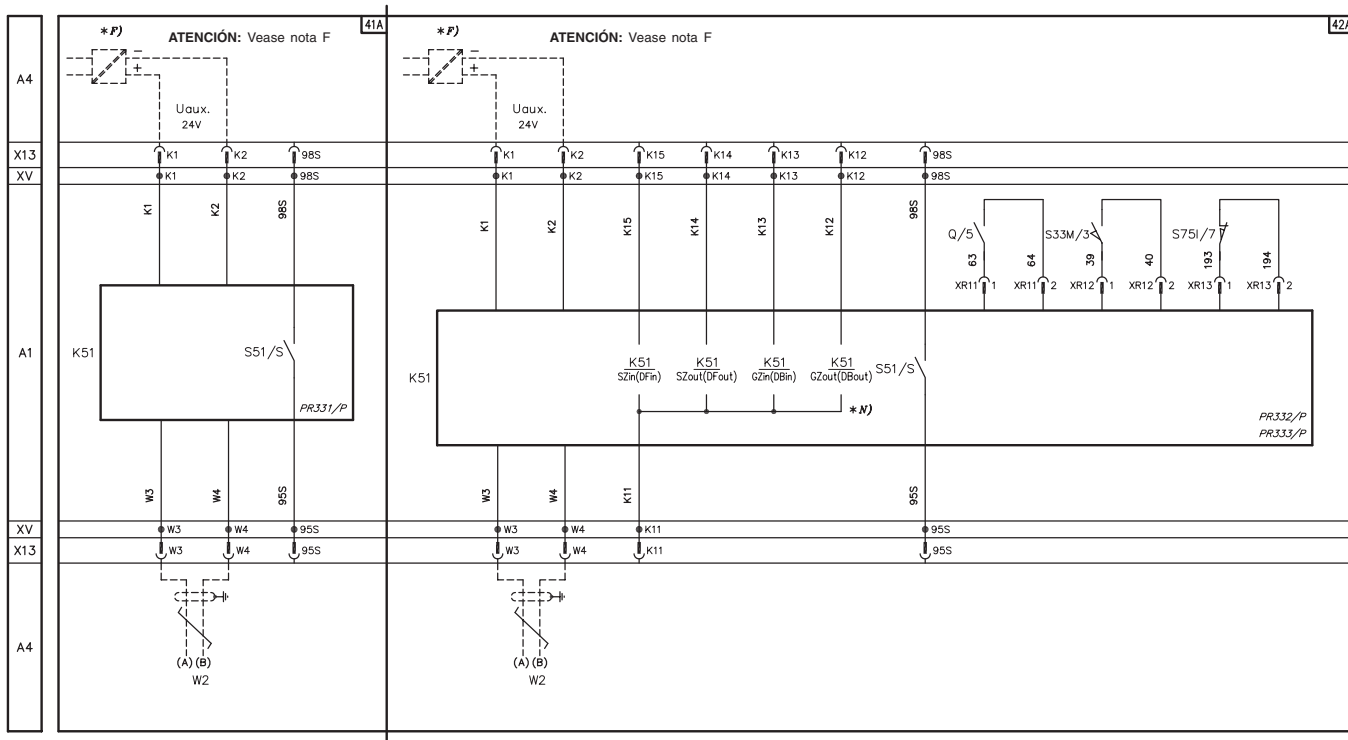 41A
42A
*F)
ATENCIÓN: Vease nota F
*F)
ATENCIÓN: Vease nota F
A4
− 
+
−
+
Uaux.
24V
Uaux.
24V
X13
K1
K2
98S
K1
K2
K15
K14
K13
K12
98S
XV
K1
K2
98S
K1
K2
K15
K14
K13
K12
98S
K1
K2
98S
K1
K2
K15
K14
K13
K12
98S
Q/5
S33M/3
S75I/7
63
64
39
40
193
194
XR11 1
XR11 2
XR12 1
XR12 2
XR13 1
XR13 2
A1
K51
S51/S
PR331/P
K51
K51
SZin(DFin)
K51
SZout(DFout)
K51
GZin(DBin)
K51
GZout(DBout)
S51/S
*N)
PR332/P
PR333/P
W3
W4
95S
W3
W4
K11
95S
XV
W3
W4
95S
W3
W4
K11
95S
X13
W3
W4
95S
W3
W4
K11
95S
A4
(A) (B)
W2
(A) (B)
W2